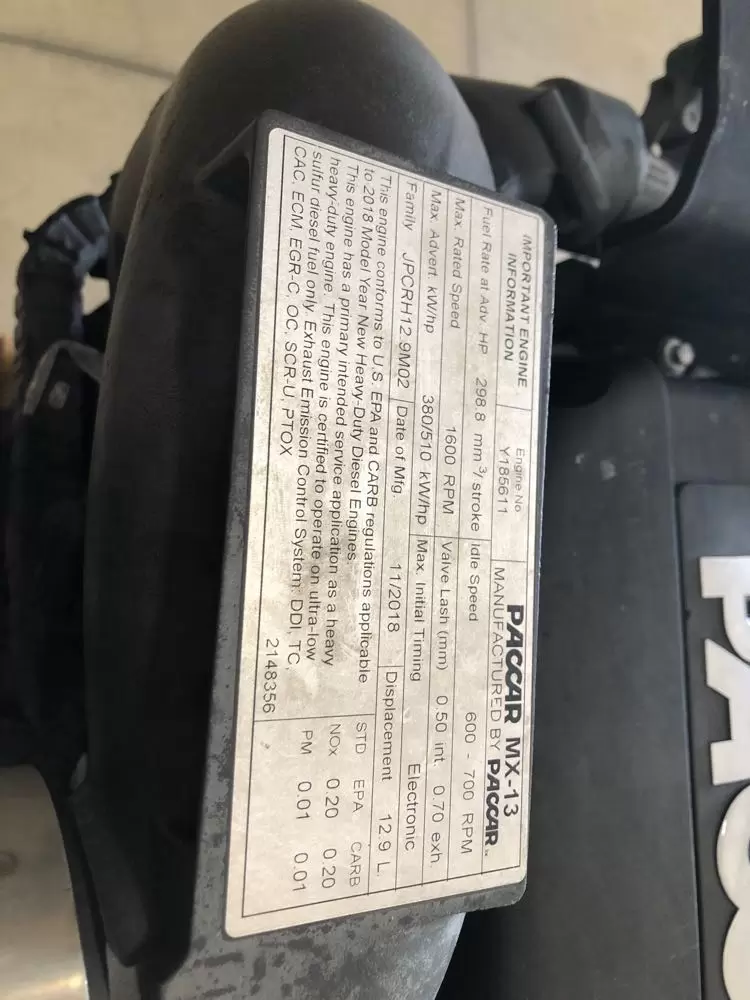 IMPORTANT ENGINE
INFORMATION
Engine No
Y185611
PACCAR MX-13
MANUFACTURED BY PACCAR
Fuel Rate at Adv. HP 298.8 mm³/ stroke Idle Speed 600 - 700 RPM
Max. Rated Speed 1600 RPM Valve Lash (mm) 0.50 int. 0.70 exh.
Max. Advert. kW/hp 380/510 kW/hp Max. Initial Timing Electronic
Family JPCRH12.9M02 Date of Mfg. 11/2018 Displacement 12.9 L.
This engine conforms to U.S. EPA and CARB regulations applicable
to 2018 Model Year New Heavy-Duty Diesel Engines.
This engine has a primary intended service application as a heavy
heavy-duty engine. This engine is certified to operate on ultra-low
sulfur diesel fuel only. Exhaust Emission Control System: DDI, TC,
CAC, ECM, EGR-C, OC, SCR-U, PTOX
2148356
STD EPA CARB
NOx 0.20 0.20
PM 0.01 0.01
PAC